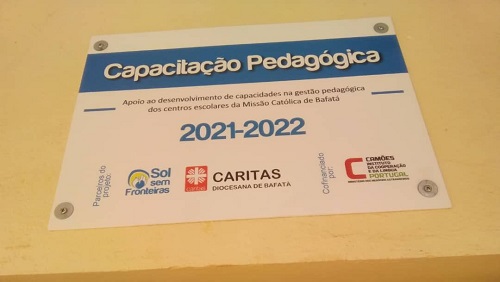 Capacitação Pedagógica
Apoio ao desenvolvimento de capacidades na gestão pedagógica
dos centros escolares da Missão Católica de Bafatá
2021-2022
Parceiros do
projeto:
Sol
sem
Fronteiras
CARITAS
DIOCESANA DE BAFATÁ
Cofinanciado
por:
CAMÕES
INSTITUTO
DA COOPERAÇÃO
E DA LÍNGUA
PORTUGAL